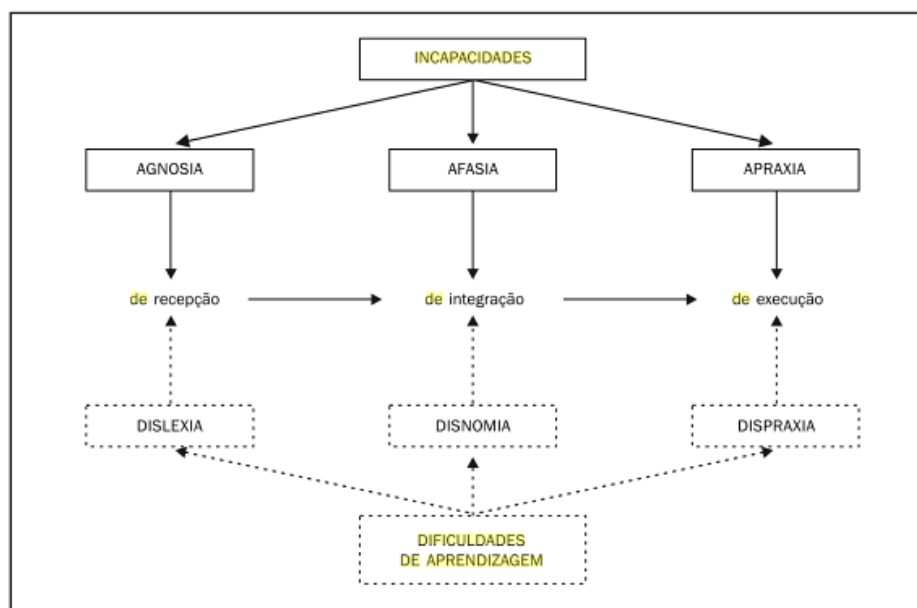 INCAPACIDADES
AGNOSIA
AFASIA
APRAXIA
de recepção
de integração
de execução
DISLEXIA
DISNOMIA
DISPRAXIA
DIFICULDADES
DE APRENDIZAGEM